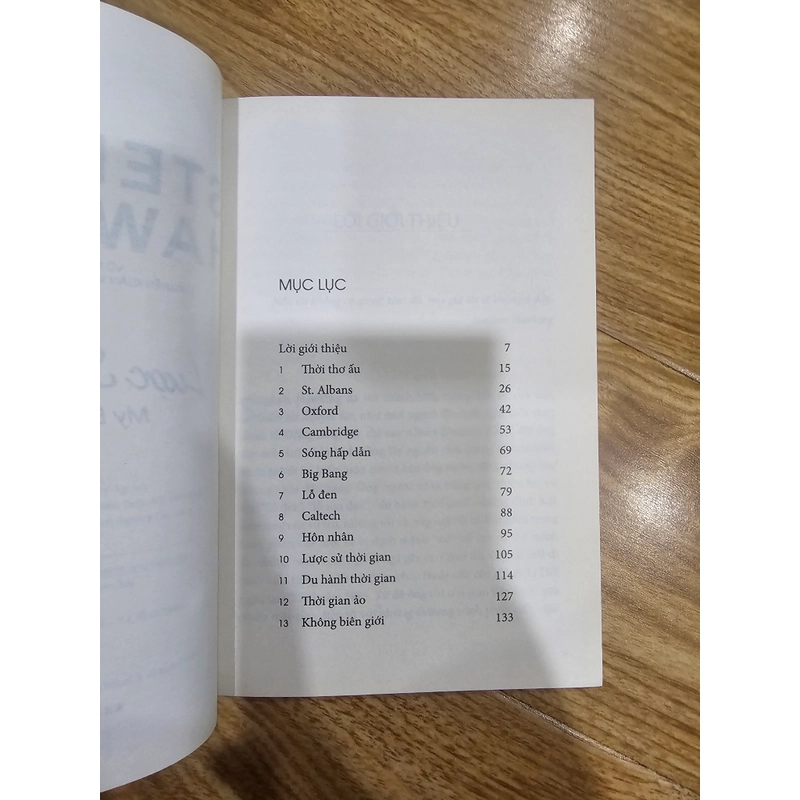 MỤC LỤC
Lời giới thiệu 7
1 Thời thơ ấu 15
2 St. Albans 26
3 Oxford 42
4 Cambridge 53
5 Sóng hấp dẫn 69
6 Big Bang 72
7 Lỗ đen 79
8 Caltech 88
9 Hôn nhân 95
10 Lược sử thời gian 105
11 Du hành thời gian 114
12 Thời gian ảo 127
13 Không biên giới 133